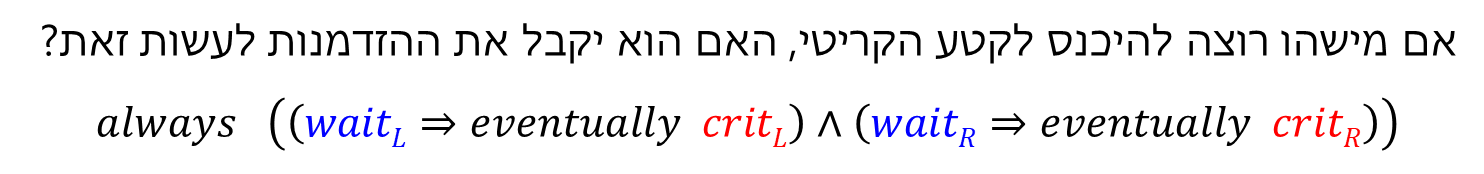 אם מישהו רוצה להיכנס לקטע הקריטי, האם הוא יקבל את ההזדמנות לעשות זאת?
always ((wait_L ⇒ eventually crit_L) ∧ (wait_R ⇒ eventually crit_R))